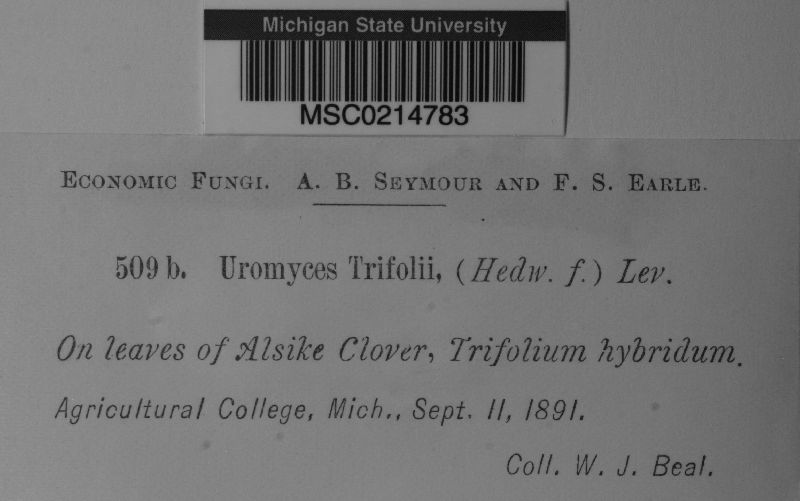 Michigan State University
MSC0214783
ECONOMIC FUNGI. A. B. SEYMOUR AND F. S. EARLE.
509 b. Uromyces Trifolii, (Hedw. f.) Lev.
On leaves of Alsike Clover, Trifolium hybridum.
Agricultural College, Mich., Sept. 11, 1891.
Coll. W. J. Beal.